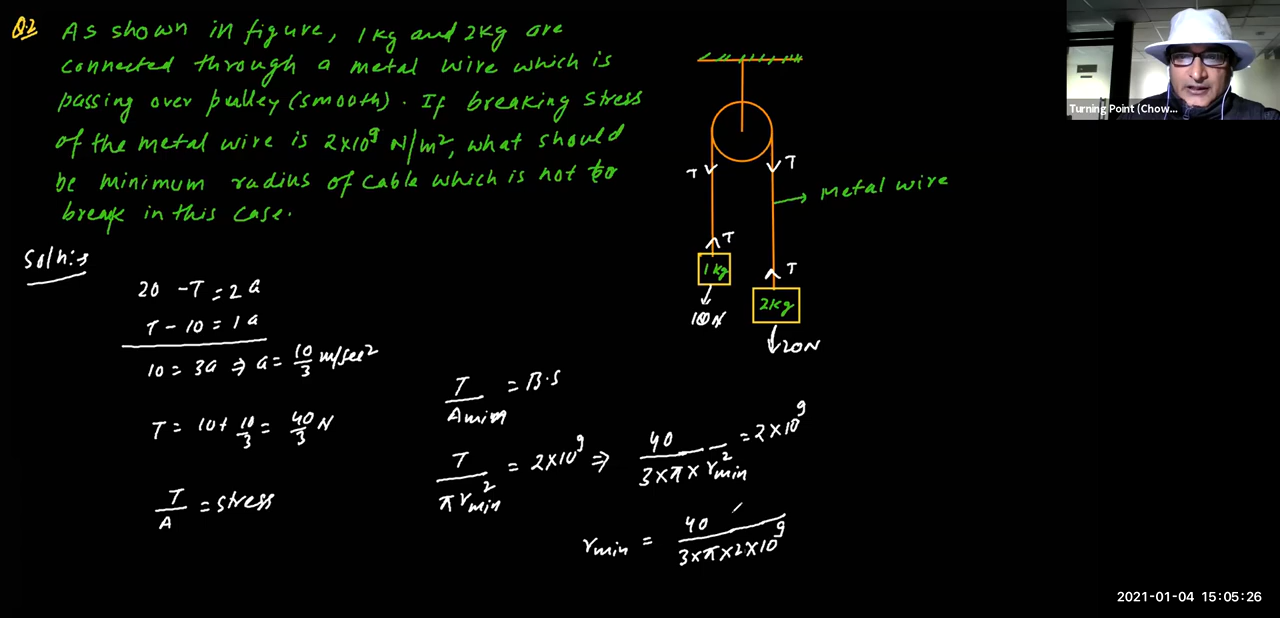 Q.2 As shown in figure, 1kg and 2kg are
connected through a metal wire which is
passing over pulley (smooth). If breaking stress
of the metal wire is 2×10⁹ N/m², what should
be minimum radius of cable which is not to
break in this case.
Turning Point (Chow...
T
T
Metal wire
T
T
1kg
2kg
10N
20N
Soln:→
20 - T = 2a
T - 10 = 1a
10 = 3a ⇒ a = 10/3 m/sec²
T = 10 + 10/3 = 40/3 N
T/A = stress
T/Amin = B.S
T/πr²min = 2×10⁹ ⇒ 40/3×π×r²min = 2×10⁹
rmin = 40/3×π×2×10⁹
2021-01-04 15:05:26